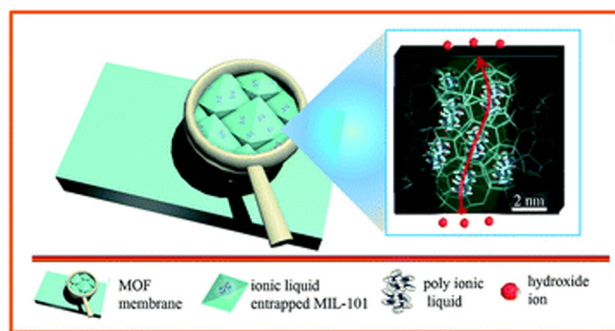 2 nm
MOF
membrane
ionic liquid
entrapped MIL-101
poly ionic
liquid
hydroxide
ion